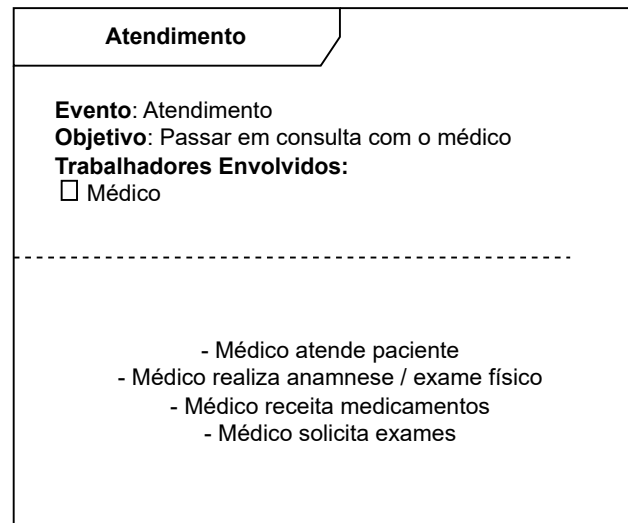 Atendimento
Evento: Atendimento
Objetivo: Passar em consulta com o médico
Trabalhadores Envolvidos:
☐ Médico
- Médico atende paciente
- Médico realiza anamnese / exame físico
- Médico receita medicamentos
- Médico solicita exames